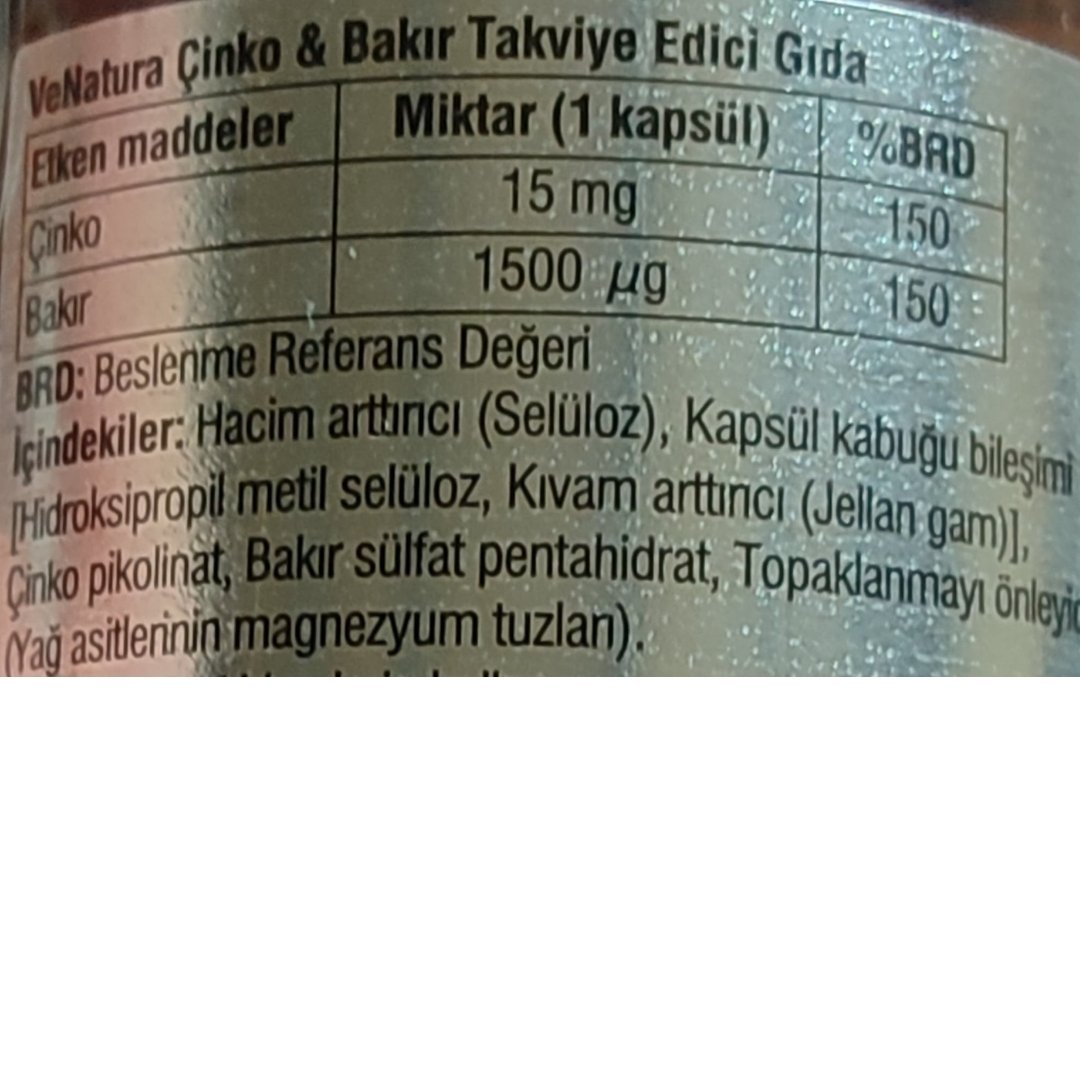 VeNatura Çinko & Bakır Takviye Edici Gıda
Etken maddeler Miktar (1 kapsül) %BRD
Çinko 15 mg 150
Bakır 1500 µg 150
BRD: Beslenme Referans Değeri
İçindekiler: Hacim arttırıcı (Selüloz), Kapsül kabuğu bileşimi
[Hidroksipropil metil selüloz, Kıvam arttırıcı (Jellan gam)],
Çinko pikolinat, Bakır sülfat pentahidrat, Topaklanmayı
(Yağ asitlerinin magnezyum tuzları).